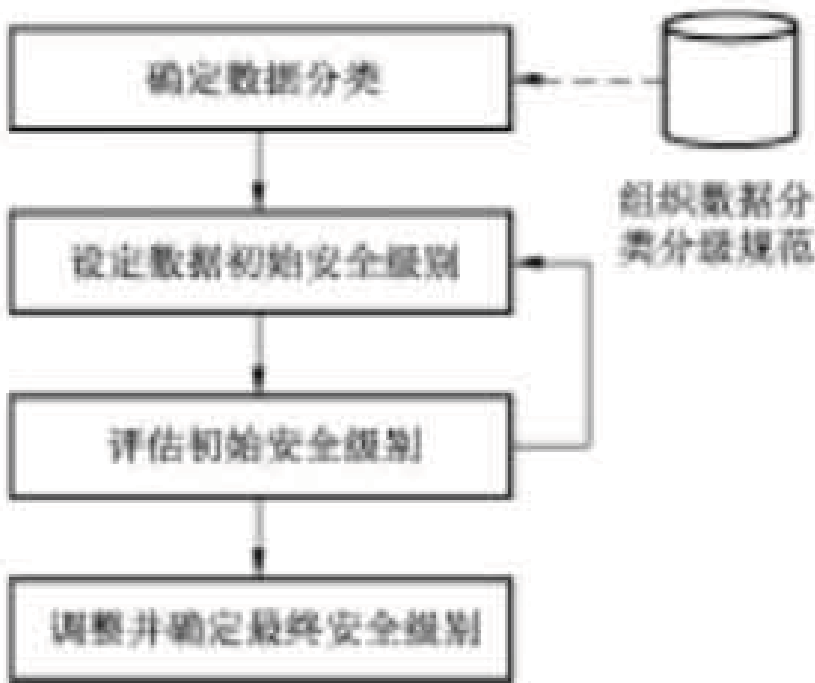 确定数据分类
组织数据分
类分级规范
设定数据初始安全级别
评估初始安全级别
调整并确定最终安全级别